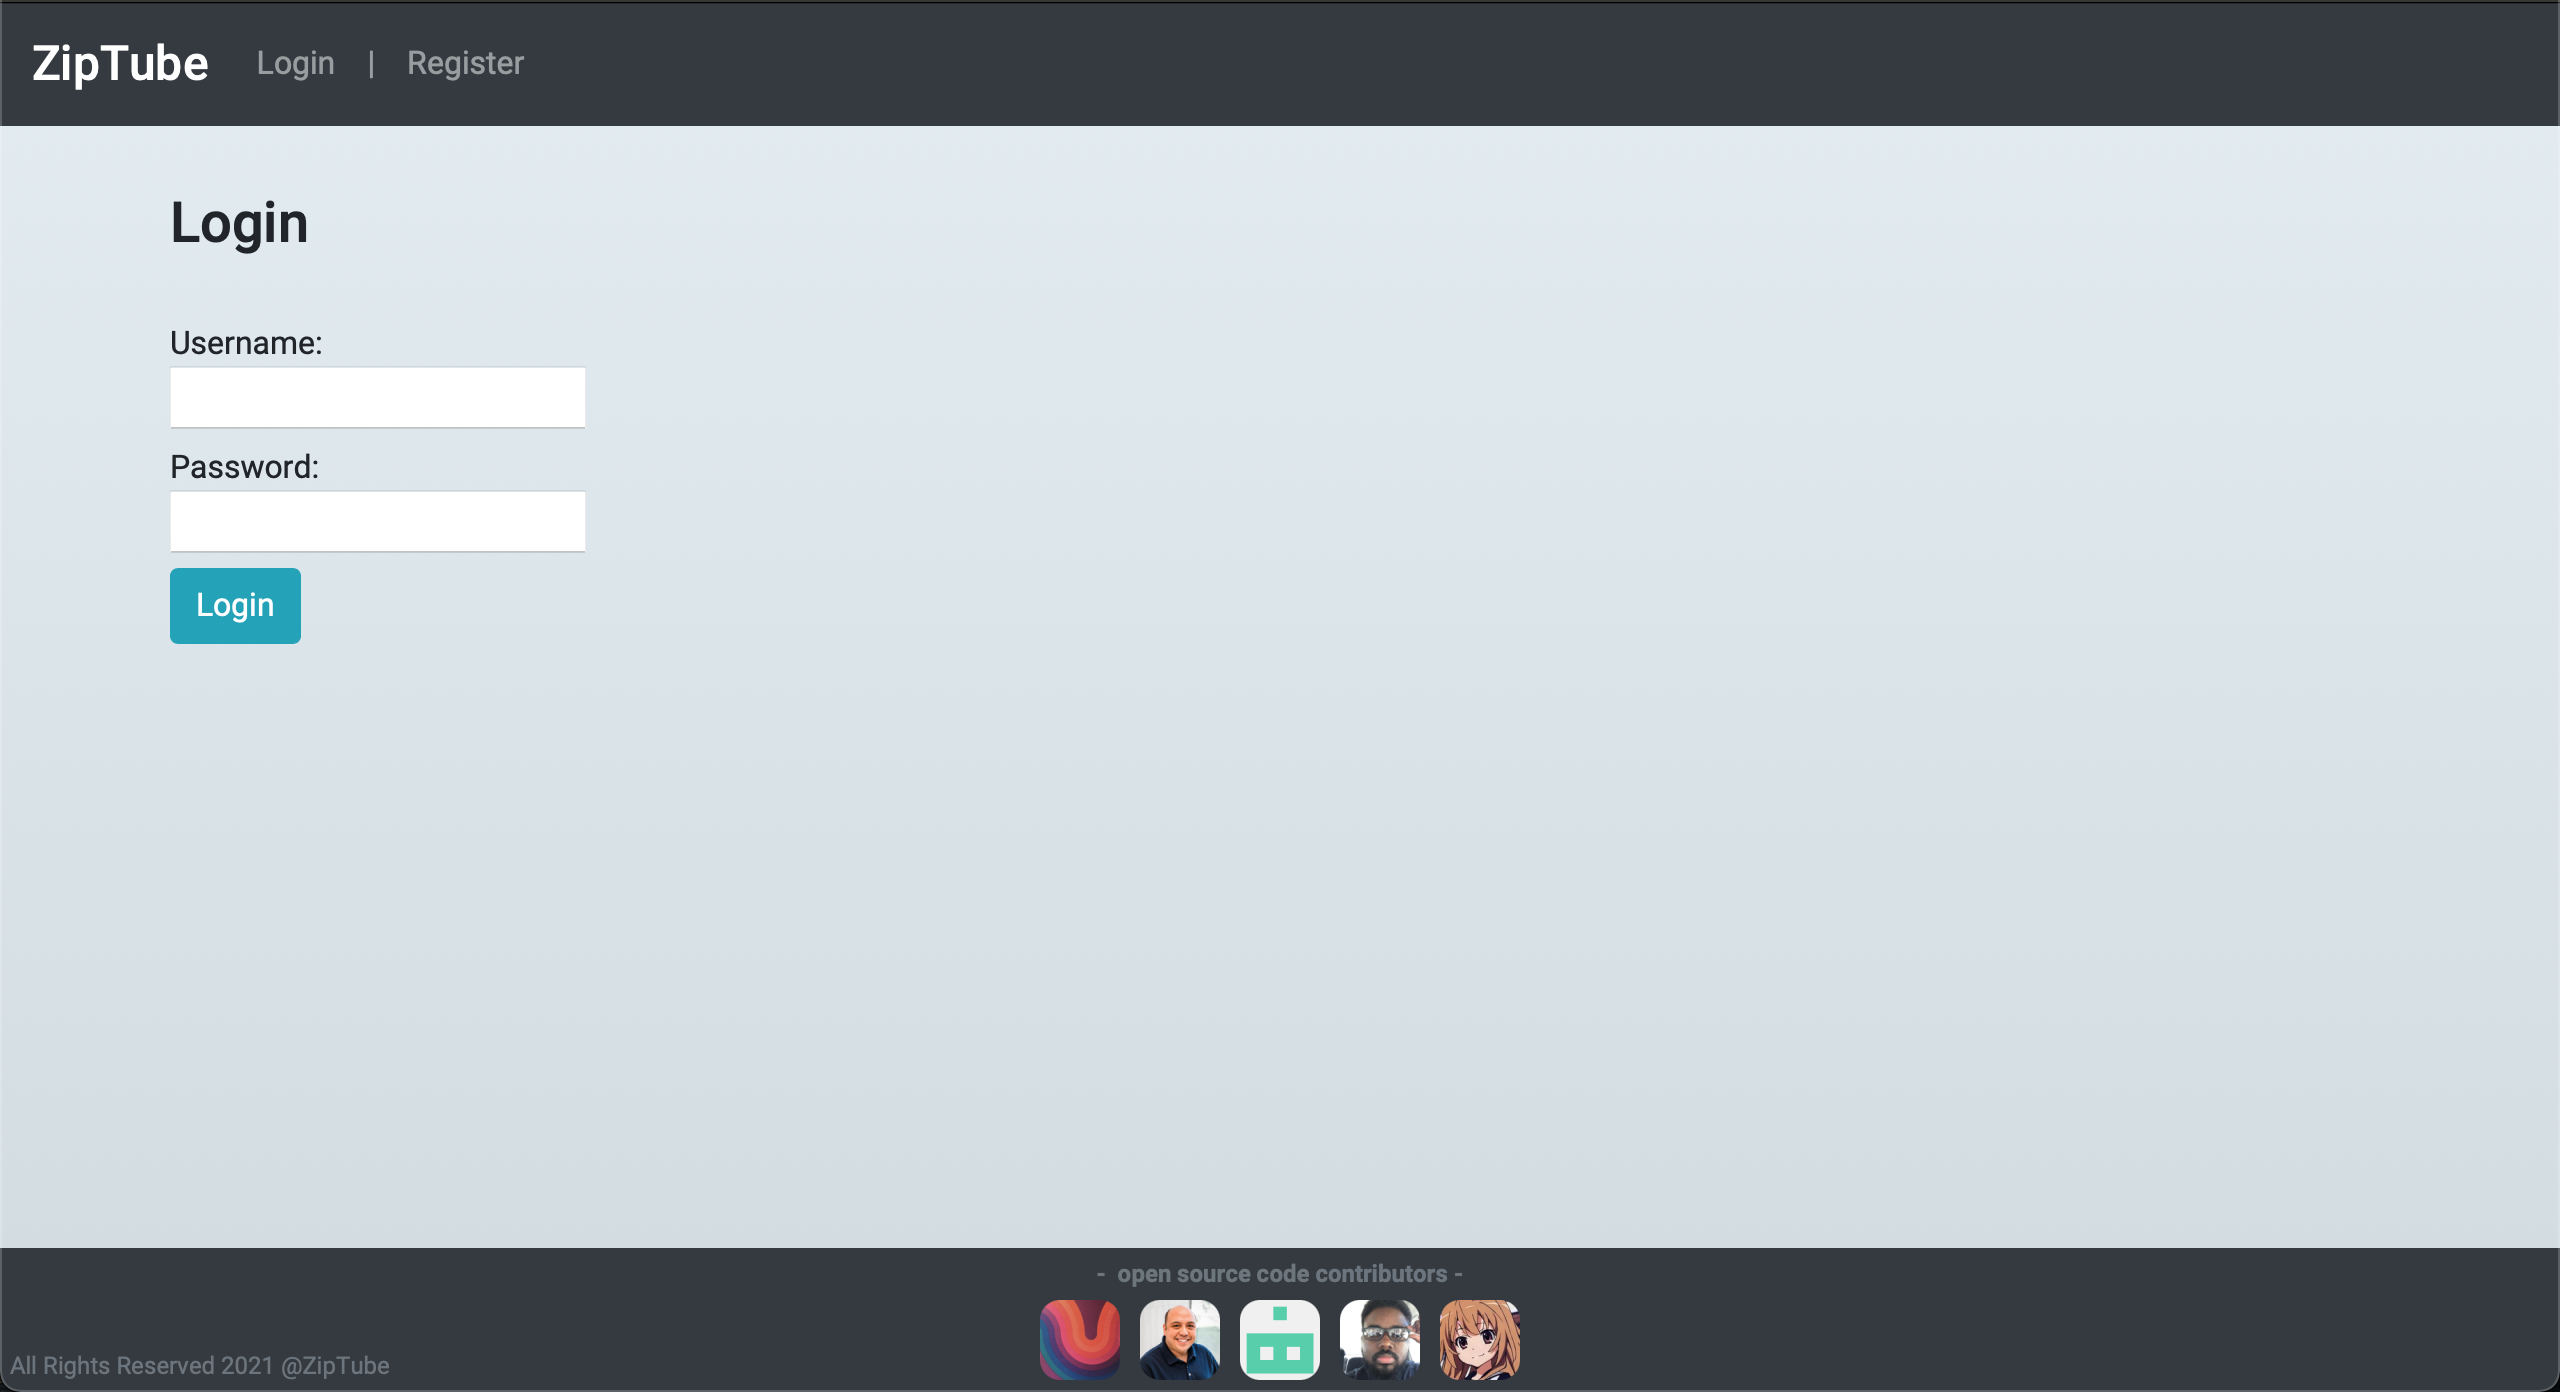 ZipTube Login | Register
Login
Username:
Password:
Login
- open source code contributors -
All Rights Reserved 2021 @ZipTube